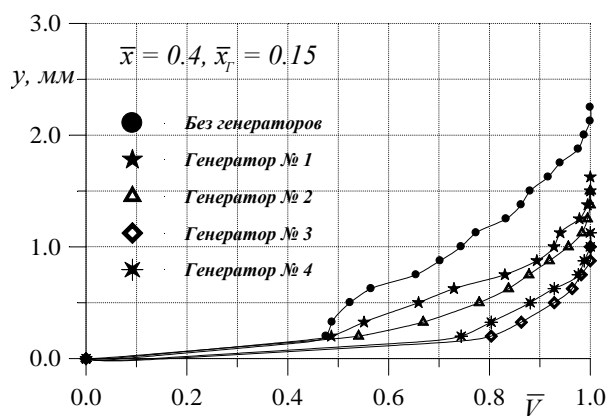 3.0
x̅ = 0.4, x̅_Г = 0.15
y, мм
Без генераторов
2.0
Генератор № 1
Генератор № 2
Генератор № 3
1.0
Генератор № 4
0.0
0.0 0.2 0.4 0.6 0.8 V̅ 1.0